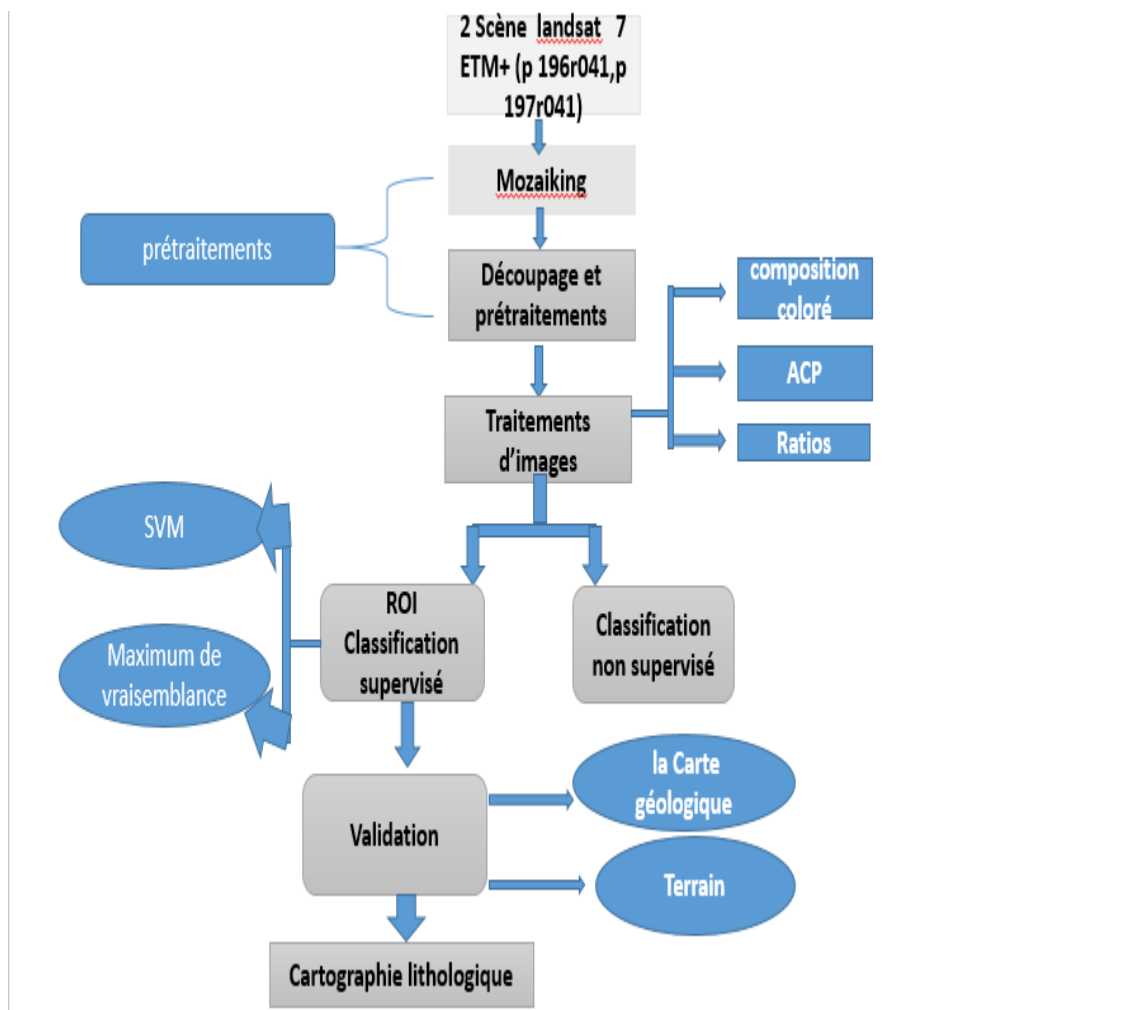 2 Scène landsat 7
ETM+ (p 196r041,p
197r041)
Mozaiking
prétraitements
Découpage et
prétraitements
composition
coloré
ACP
Ratios
Traitements
d’images
SVM
Maximum de
vraisemblance
ROI
Classification
supervisé
Classification
non supervisé
Validation
la Carte
géologique
Terrain
Cartographie lithologique